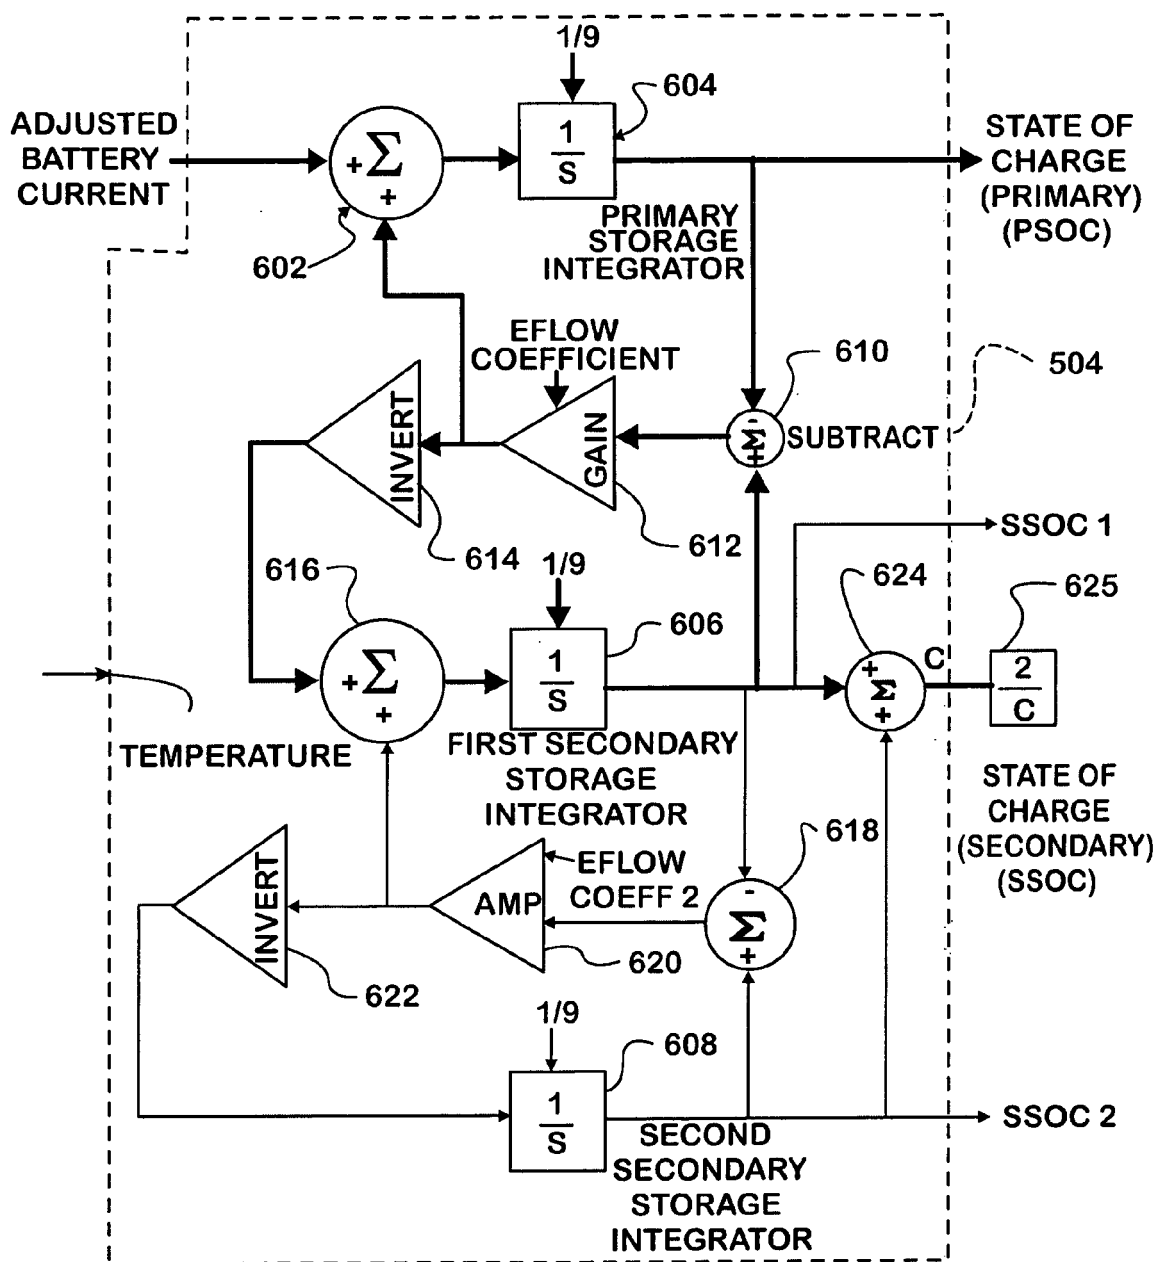 1/9
604
ADJUSTED
BATTERY
CURRENT
+ Σ
+
1
S
STATE OF
CHARGE
(PRIMARY)
(PSOC)
602
PRIMARY
STORAGE
INTEGRATOR
EFLOW
COEFFICIENT
610
504
INVERT
GAIN
-
Σ
+
SUBTRACT
614
612
SSOC 1
616
1/9
624
625
606
+ Σ
+
1
S
+
Σ
+
C
2
C
TEMPERATURE
FIRST SECONDARY
STORAGE
INTEGRATOR
STATE OF
CHARGE
(SECONDARY)
(SSOC)
618
INVERT
AMP
EFLOW
COEFF 2
-
Σ
+
620
622
1/9
608
1
S
SSOC 2
SECOND
SECONDARY
STORAGE
INTEGRATOR